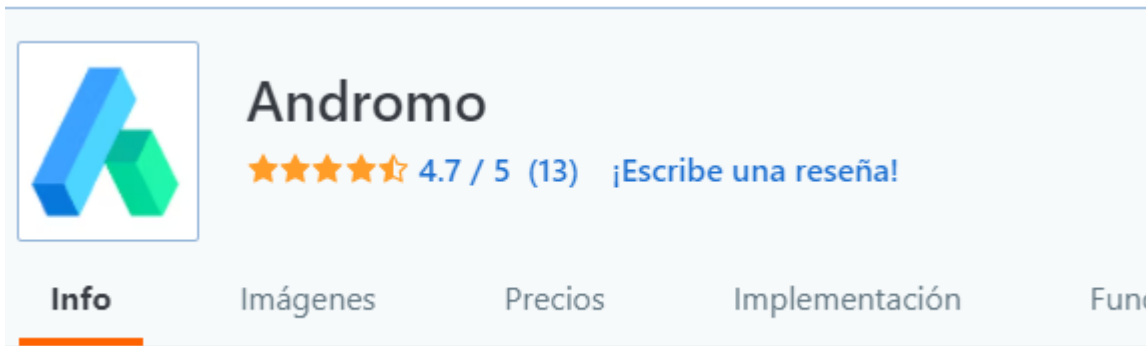 Andromo
4.7 / 5 (13) ¡Escribe una reseña!
Info Imágenes Precios Implementación